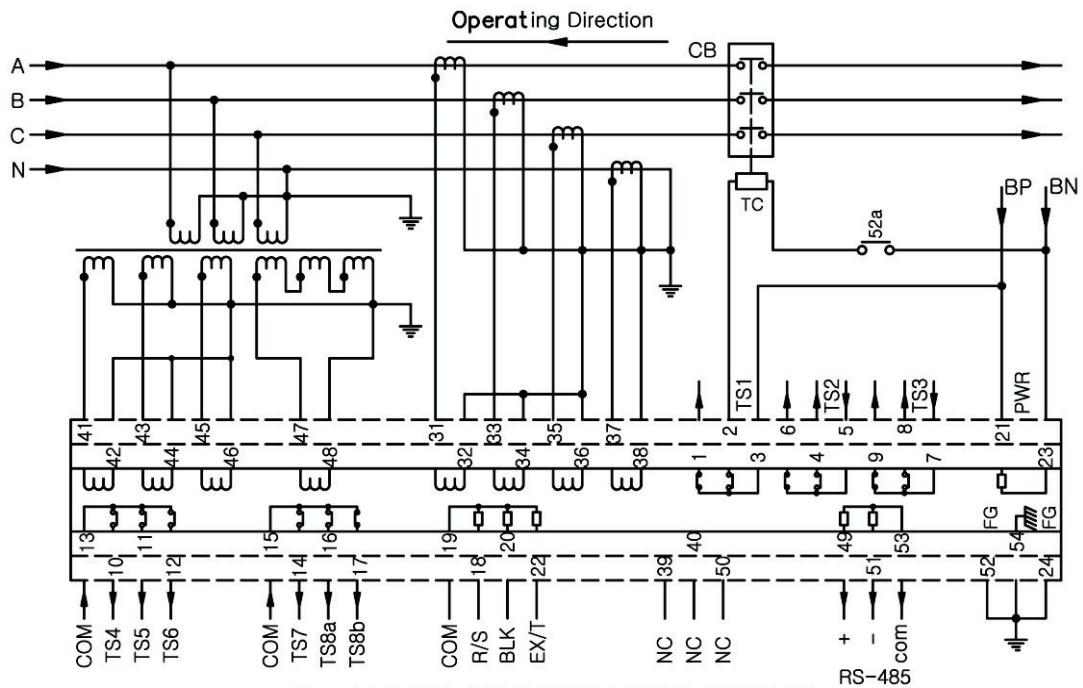 Operating Direction
CB
A
B
C
N
TC
52a
BP
BN
TS1
TS2
TS3
PWR
41
43
45
47
31
33
35
37
2
6
5
8
21
42
44
46
48
32
34
36
38
1
3
4
9
7
23
13
11
15
16
19
20
40
49
53
FG
54
FG
10
12
14
17
18
22
39
50
51
52
24
COM
TS4
TS5
TS6
COM
TS7
TS8a
TS8b
COM
R/S
BLK
EX/T
NC
NC
NC
+
-
com
RS-485